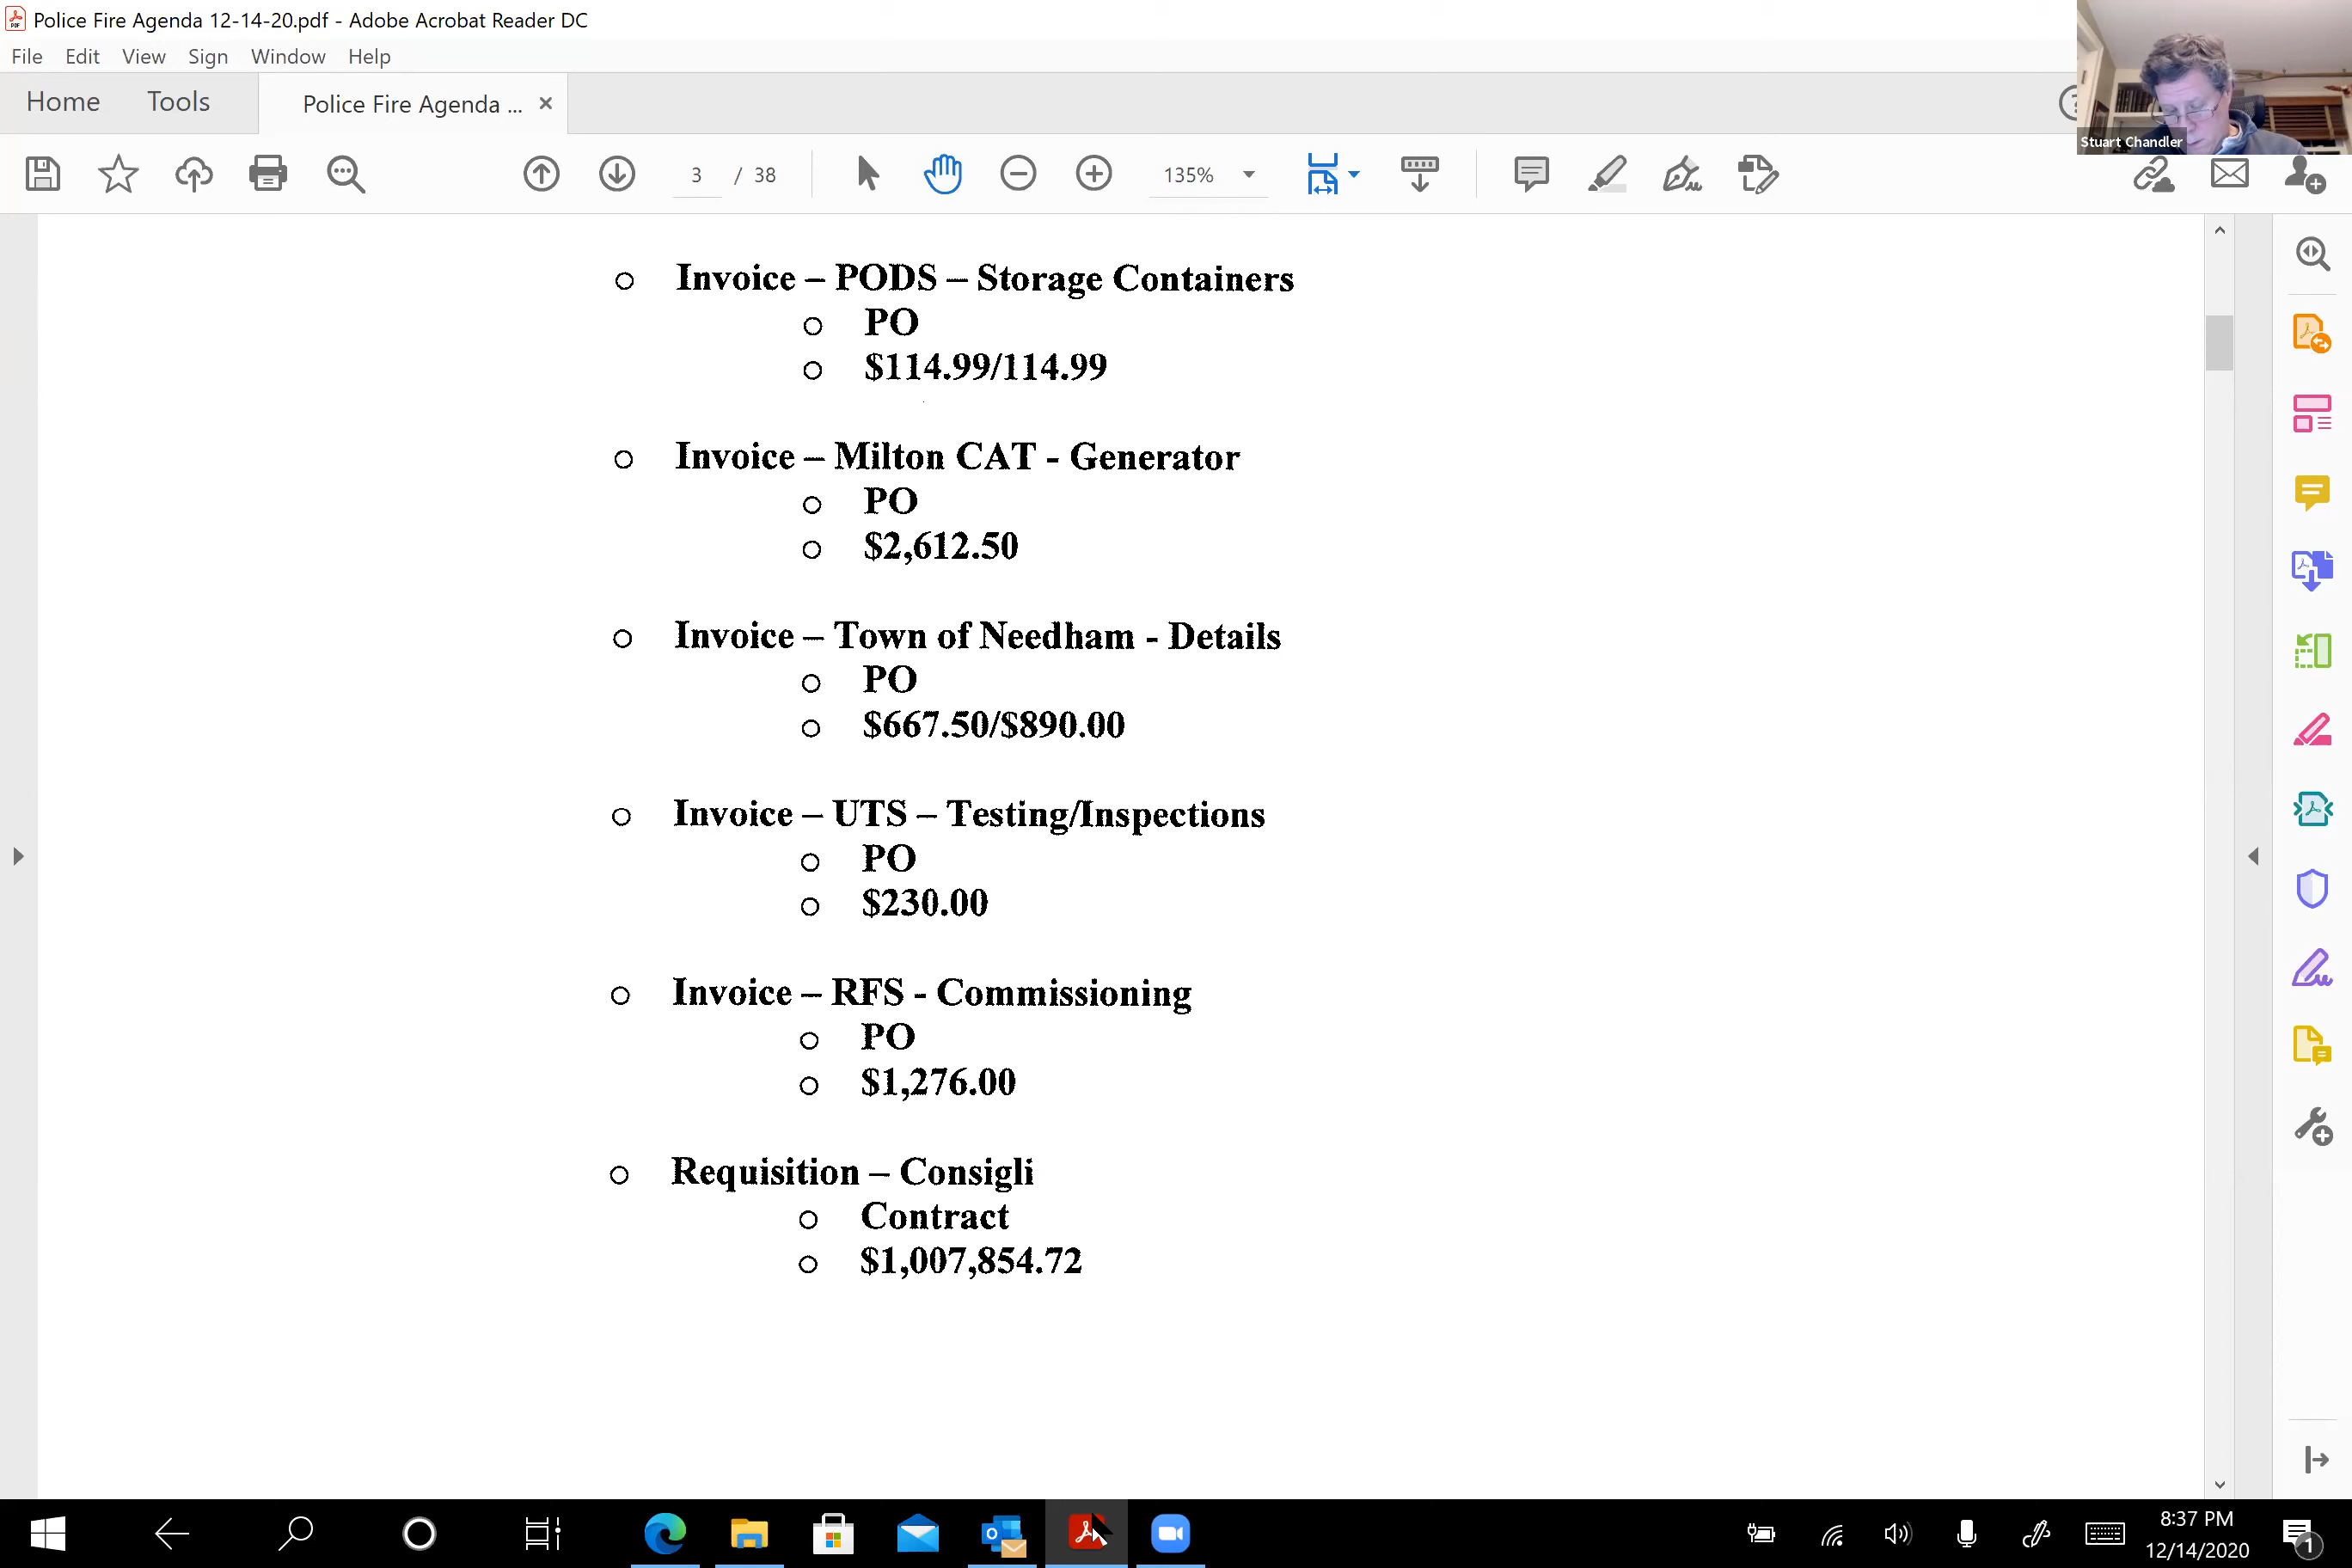 Police Fire Agenda 12-14-20.pdf - Adobe Acrobat Reader DC
File Edit View Sign Window Help
Home Tools Police Fire Agenda ... ×
Stuart Chandler
3 / 38 135%
Invoice – PODS – Storage Containers
PO
$114.99/114.99
Invoice – Milton CAT - Generator
PO
$2,612.50
Invoice – Town of Needham - Details
PO
$667.50/$890.00
Invoice – UTS – Testing/Inspections
PO
$230.00
Invoice – RFS - Commissioning
PO
$1,276.00
Requisition – Consigli
Contract
$1,007,854.72
8:37 PM
12/14/2020
1